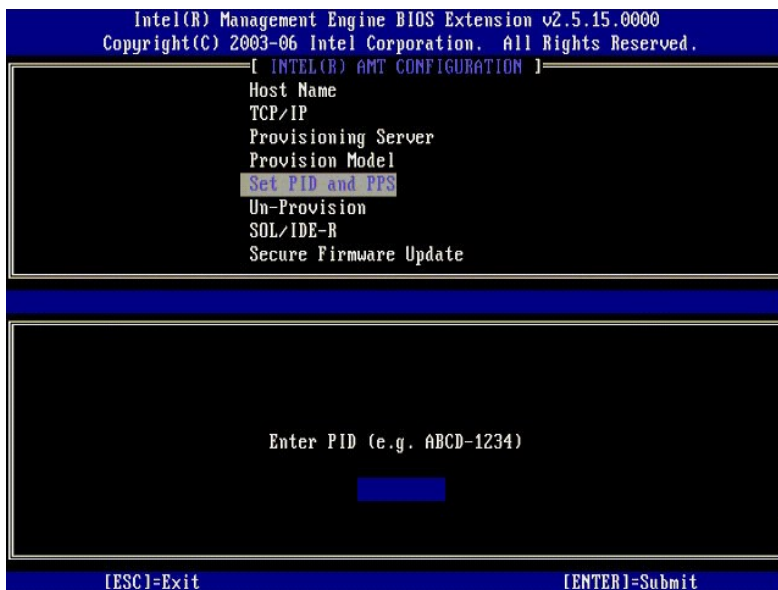 Intel(R) Management Engine BIOS Extension v2.5.15.0000
Copyright(C) 2003-06 Intel Corporation. All Rights Reserved.
[ INTEL(R) AMT CONFIGURATION ]
Host Name
TCP/IP
Provisioning Server
Provision Model
Set PID and PPS
Un-Provision
SOL/IDE-R
Secure Firmware Update
Enter PID (e.g. ABCD-1234)
[ESC]=Exit [ENTER]=Submit